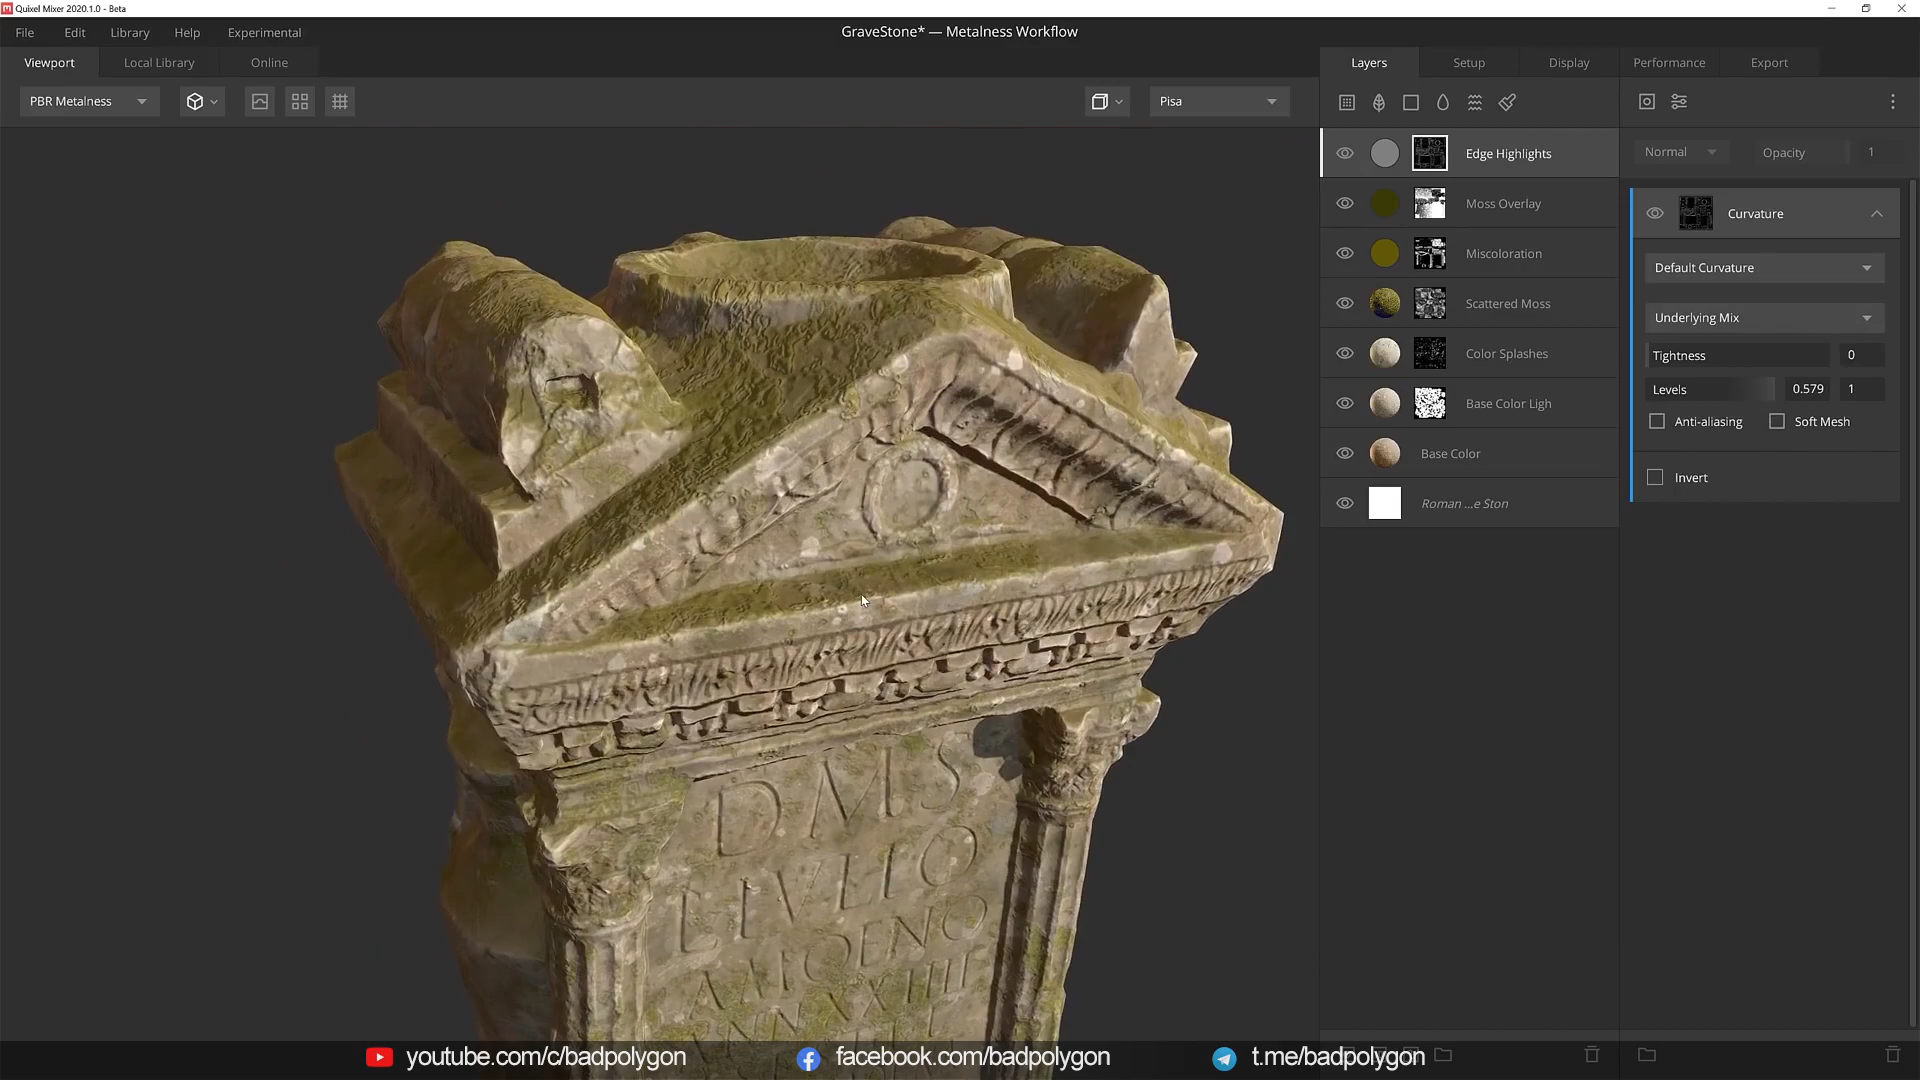 Quixel Mixer 2020.1.0 - Beta
File Edit Library Help Experimental
GraveStone* — Metalness Workflow
Viewport Local Library Online
Layers Setup Display Performance Export
PBR Metalness
Pisa
Edge Highlights
Moss Overlay
Miscoloration
Scattered Moss
Color Splashes
Base Color Ligh
Base Color
Roman ...e Ston
Normal Opacity 1
Curvature
Default Curvature
Underlying Mix
Tightness 0
Levels 0.579 1
Anti-aliasing Soft Mesh
Invert
D M S
youtube.com/c/badpolygon facebook.com/badpolygon t.me/badpolygon